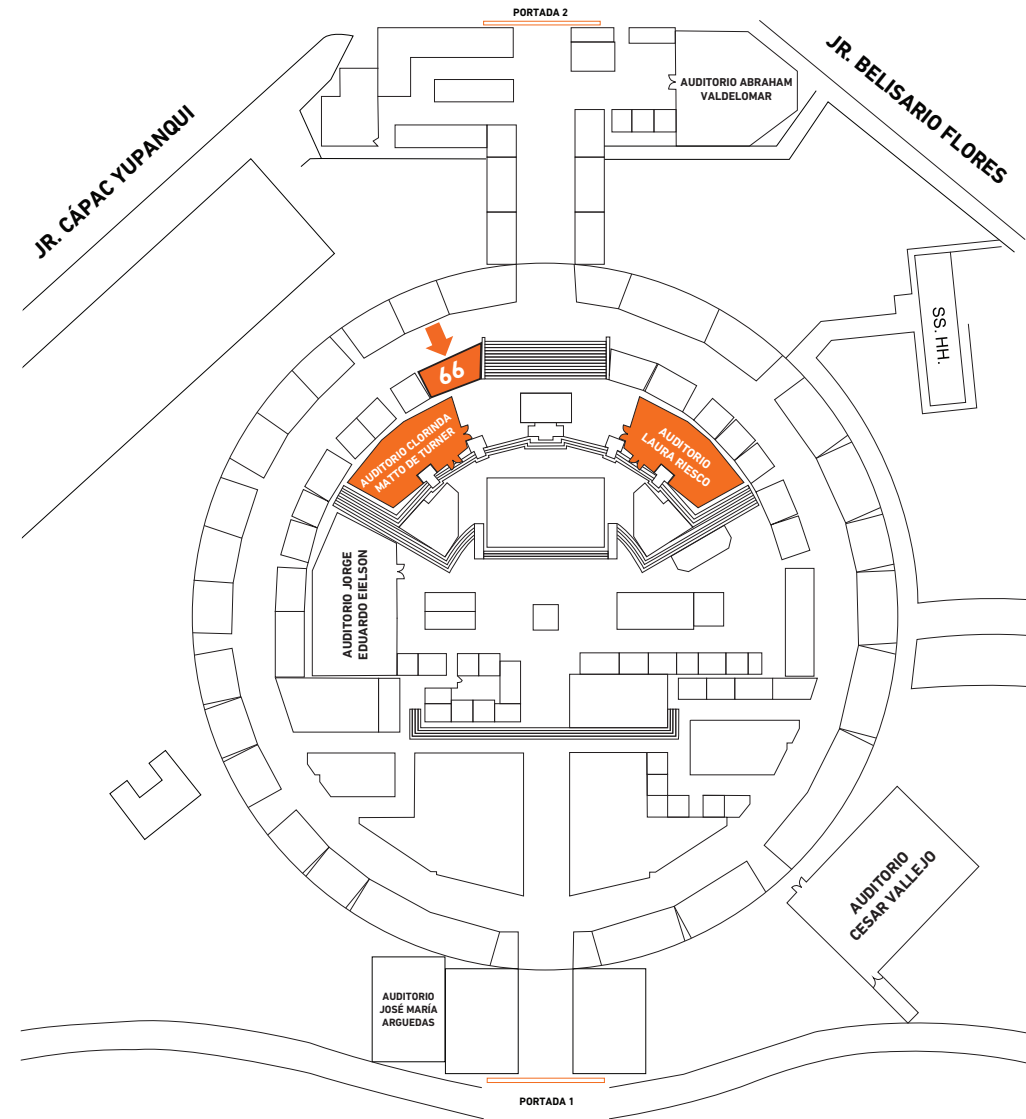 PORTADA 2
JR. BELISARIO FLORES
AUDITORIO ABRAHAM
VALDELOMAR
JR. CÁPAC YUPANQUI
SS. HH.
66
AUDITORIO CLORINDA
MATTO DE TURNER
AUDITORIO
LAURA RIESCO
AUDITORIO JORGE
EDUARDO EIELSON
AUDITORIO
CESAR VALLEJO
AUDITORIO
JOSÉ MARÍA
ARGUEDAS
PORTADA 1